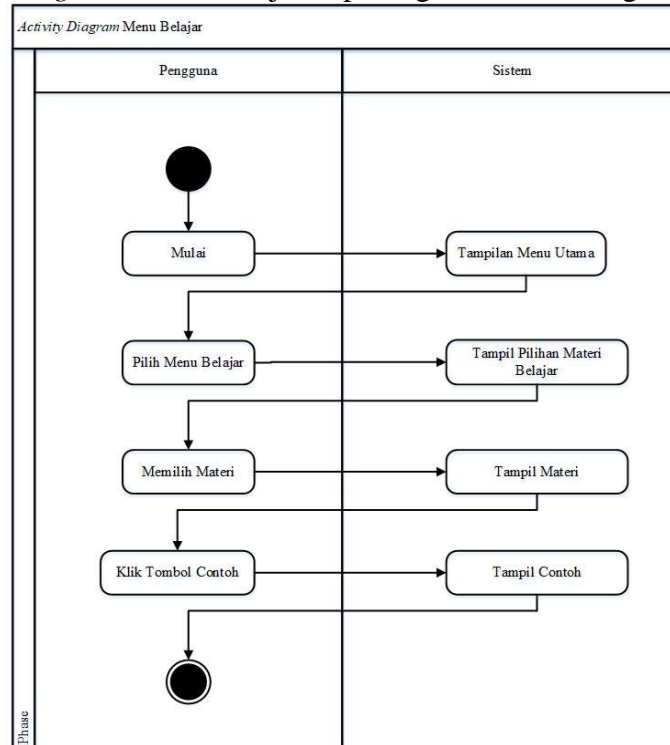 Activity Diagram Menu Belajar
Pengguna
Sistem
Mulai
Tampilan Menu Utama
Pilih Menu Belajar
Tampil Pilihan Materi
Belajar
Memilih Materi
Tampil Materi
Klik Tombol Contoh
Tampil Contoh
Phase